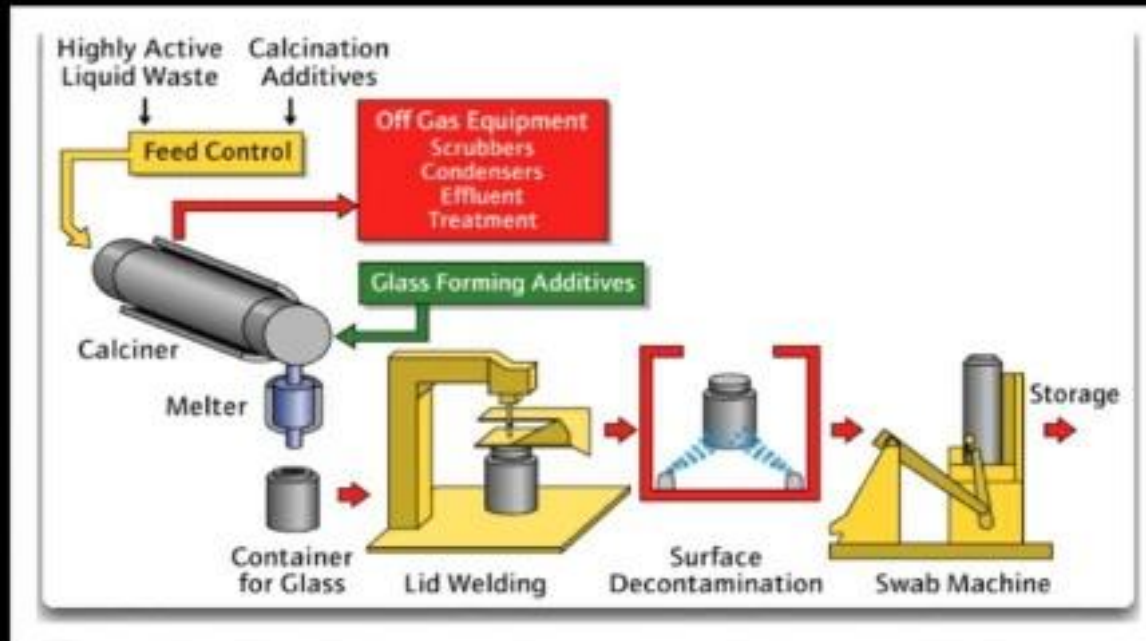 Highly Active
Liquid Waste
Calcination
Additives
Feed Control
Off Gas Equipment
Scrubbers
Condensers
Effluent
Treatment
Glass Forming Additives
Calciner
Melter
Storage
Container
for Glass
Lid Welding
Surface
Decontamination
Swab Machine